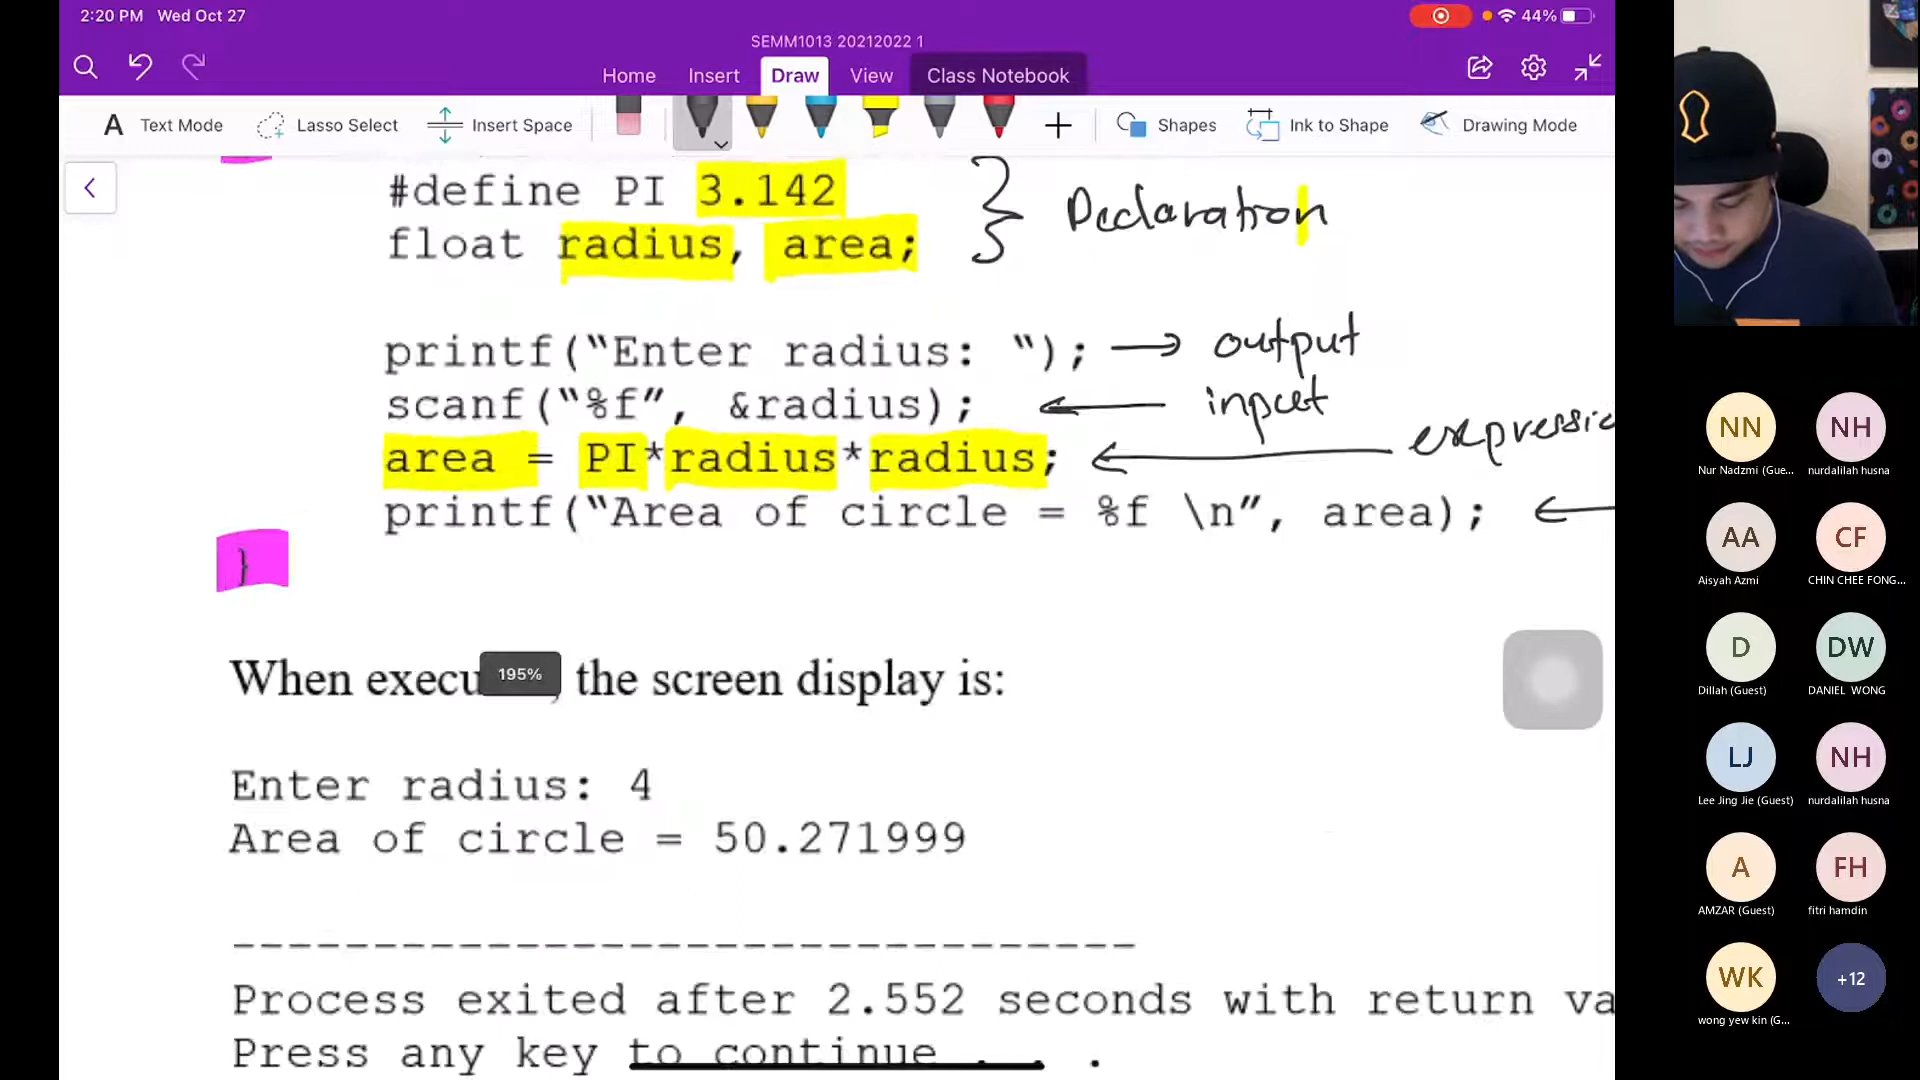 2:20 PM Wed Oct 27
44%
SEMM1013 20212022 1
Home Insert Draw View Class Notebook
A Text Mode Lasso Select Insert Space Shapes Ink to Shape Drawing Mode
#define PI 3.142
float radius, area;
Declaration
printf("Enter radius: "); → output
scanf("%f", &radius); ← input
area = PI*radius*radius; ← expressio
printf("Area of circle = %f \n", area); ←
}
When execu
195%
the screen display is:
Enter radius: 4
Area of circle = 50.271999
--------------------------------
Process exited after 2.552 seconds with return va
Press any key to continue . . .
NN NH
Nur Nadzmi (Gue... nurdalilah husna
AA CF
Aisyah Azmi CHIN CHEE FONG...
D DW
Dillah (Guest) DANIEL WONG
LJ NH
Lee Jing Jie (Guest) nurdalilah husna
A FH
AMZAR (Guest) fitri hamdin
WK +12
wong yew kin (G...